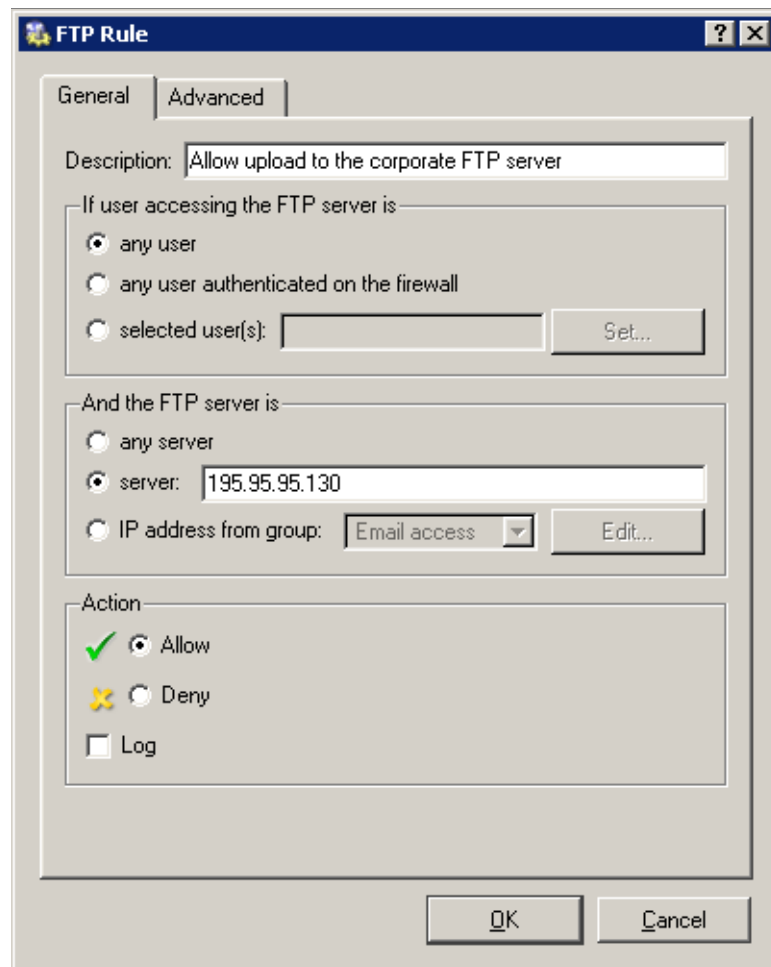 FTP Rule
General Advanced
Description: Allow upload to the corporate FTP server
If user accessing the FTP server is
any user
any user authenticated on the firewall
selected user(s): Set...
And the FTP server is
any server
server: 195.95.95.130
IP address from group: Email access Edit...
Action
Allow
Deny
Log
OK Cancel